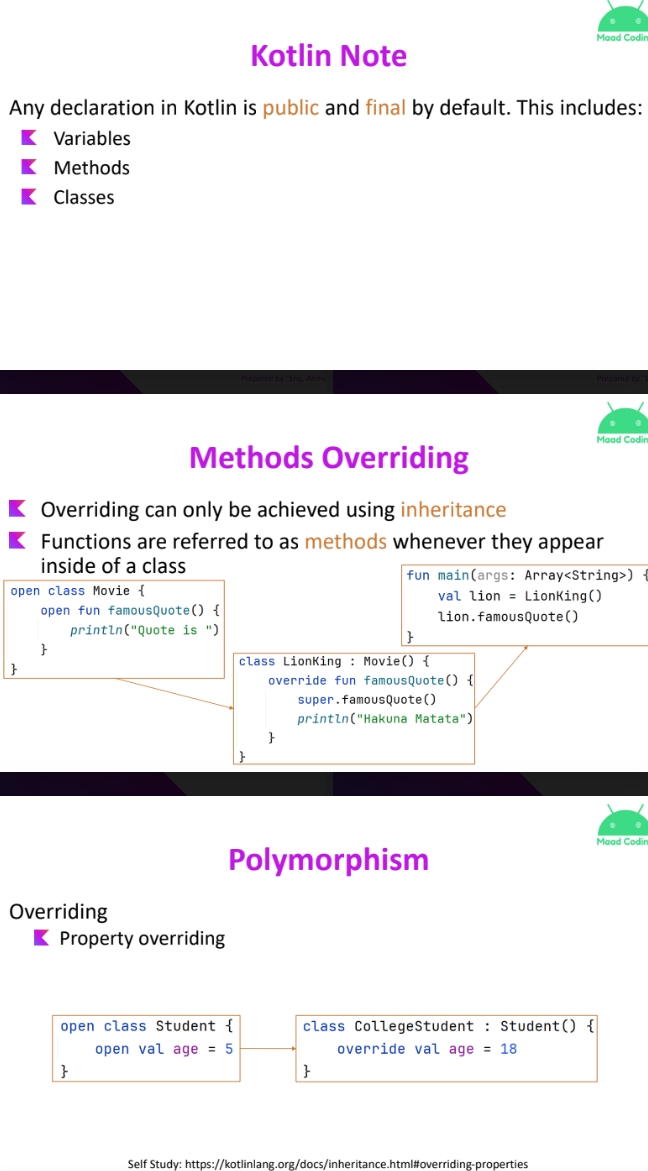 Maad Codin
Kotlin Note
Any declaration in Kotlin is public and final by default. This includes:
Variables
Methods
Classes
Maad Codin
Methods Overriding
Overriding can only be achieved using inheritance
Functions are referred to as methods whenever they appear
inside of a class
open class Movie {
open fun famousQuote() {
println("Quote is ")
}
}
class LionKing : Movie() {
override fun famousQuote() {
super.famousQuote()
println("Hakuna Matata")
}
}
fun main(args: Array<String>) {
val lion = LionKing()
lion.famousQuote()
}
Maad Codin
Polymorphism
Overriding
Property overriding
open class Student {
open val age = 5
}
class CollegeStudent : Student() {
override val age = 18
}
Self Study: https://kotlinlang.org/docs/inheritance.html#overriding-properties